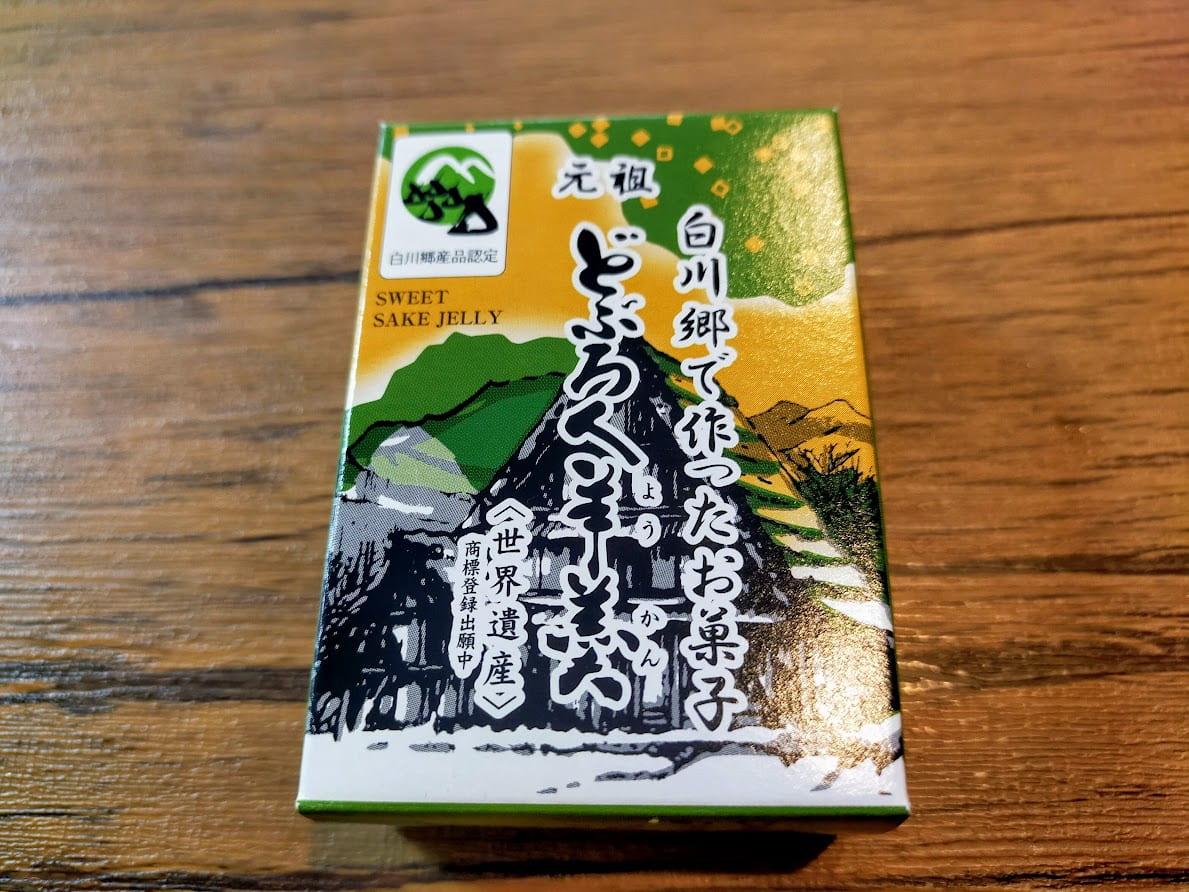 元祖
白川郷で作ったお菓子
どぶろく羊羹
よう かん
《世界遺産》
商標登録出願中
村
白川郷産品認定
SWEET
SAKE JELLY